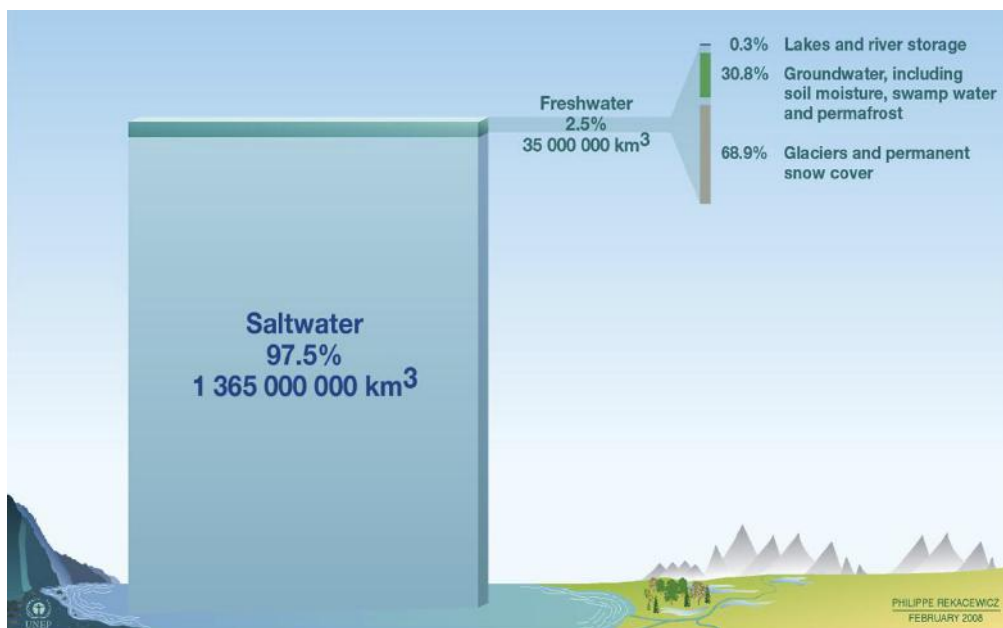 0.3% Lakes and river storage
30.8% Groundwater, including
soil moisture, swamp water
and permafrost
68.9% Glaciers and permanent
snow cover
Freshwater
2.5%
35 000 000 km³
Saltwater
97.5%
1 365 000 000 km³
UNEP
PHILIPPE REKACEWICZ
FEBRUARY 2008